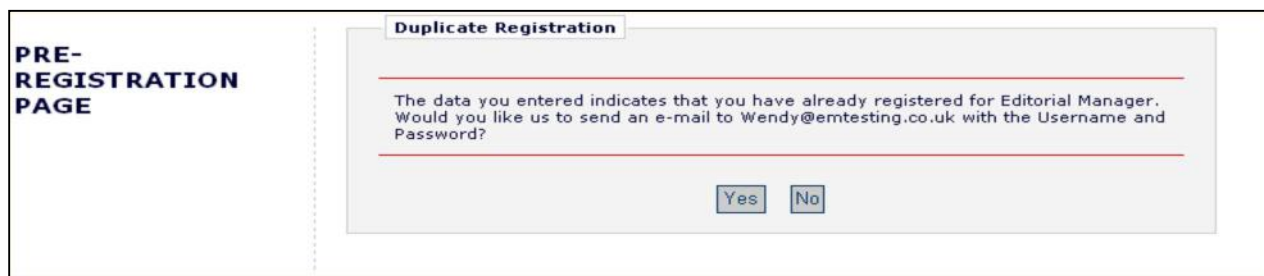 PRE-
REGISTRATION
PAGE
Duplicate Registration
The data you entered indicates that you have already registered for Editorial Manager.
Would you like us to send an e-mail to Wendy@emtesting.co.uk with the Username and
Password?
Yes No